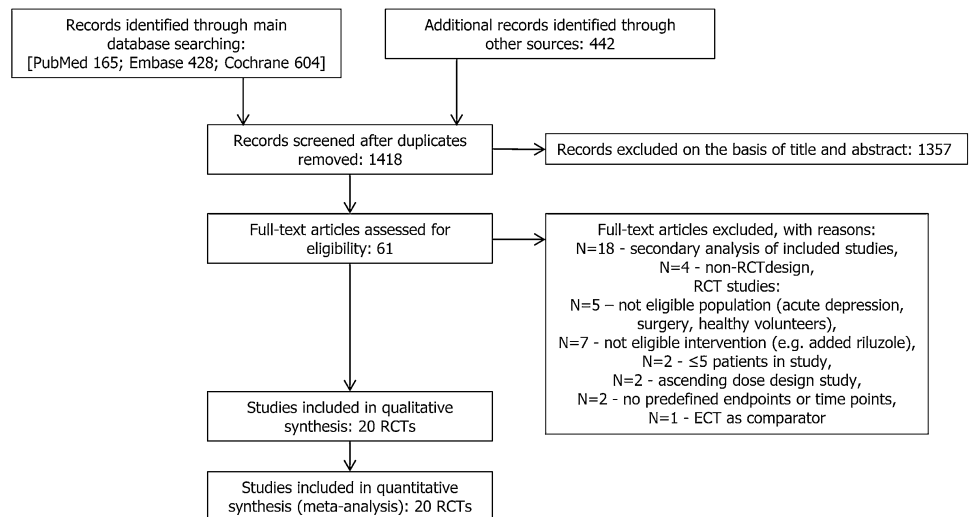 Records identified through main
database searching:
[PubMed 165; Embase 428; Cochrane 604]
Additional records identified through
other sources: 442
Records screened after duplicates
removed: 1418
Records excluded on the basis of title and abstract: 1357
Full-text articles assessed for
eligibility: 61
Full-text articles excluded, with reasons:
N=18 - secondary analysis of included studies,
N=4 - non-RCTdesign,
RCT studies:
N=5 – not eligible population (acute depression,
surgery, healthy volunteers),
N=7 - not eligible intervention (e.g. added riluzole),
N=2 - ≤5 patients in study,
N=2 - ascending dose design study,
N=2 - no predefined endpoints or time points,
N=1 - ECT as comparator
Studies included in qualitative
synthesis: 20 RCTs
Studies included in quantitative
synthesis (meta-analysis): 20 RCTs